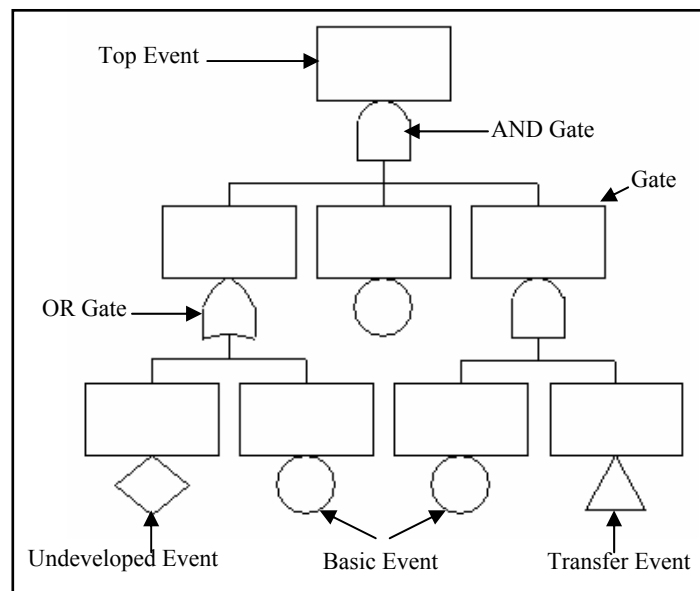 Top Event
AND Gate
Gate
OR Gate
Undeveloped Event
Basic Event
Transfer Event